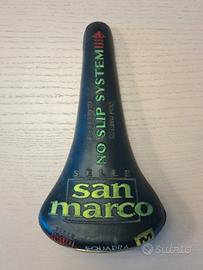 NO SLIP SYSTEM
SELLE
san
marco
SQUADRA
Subito